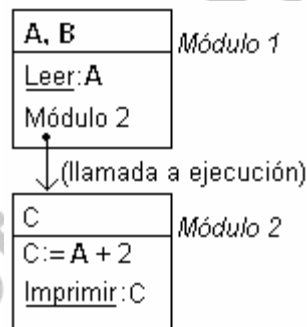 A, B
Módulo 1
Leer:A
Módulo 2
(llamada a ejecución)
C
Módulo 2
C:= A + 2
Imprimir:C